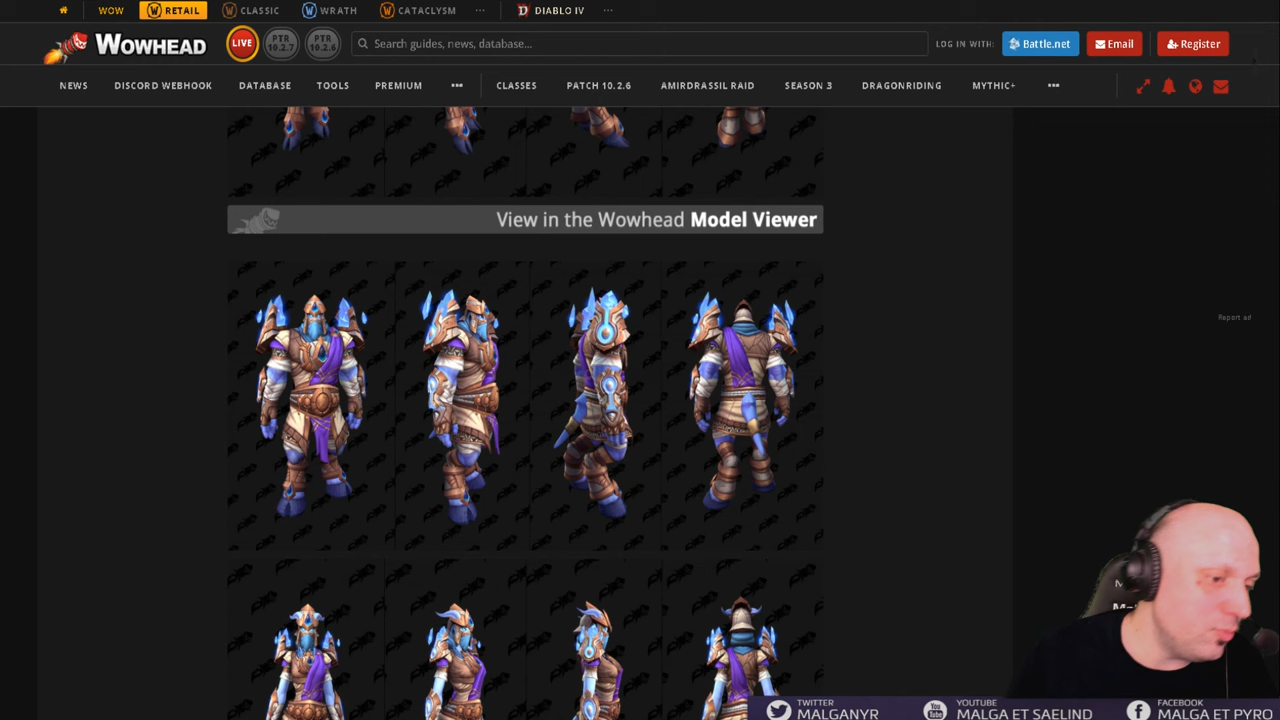 WOW RETAIL CLASSIC WRATH CATACLYSM ··· DIABLO IV ···
WOWHEAD LIVE PTR 10.2.7 PTR 10.2.6 Search guides, news, database... LOG IN WITH: Battle.net Email Register
NEWS DISCORD WEBHOOK DATABASE TOOLS PREMIUM ··· CLASSES PATCH 10.2.6 AMIRDRASSIL RAID SEASON 3 DRAGONRIDING MYTHIC+ ···
View in the Wowhead Model Viewer
Report ad
TWITTER
MALGANYR
YOUTUBE
MALGA ET SAELIND
FACEBOOK
MALGA ET PYRO